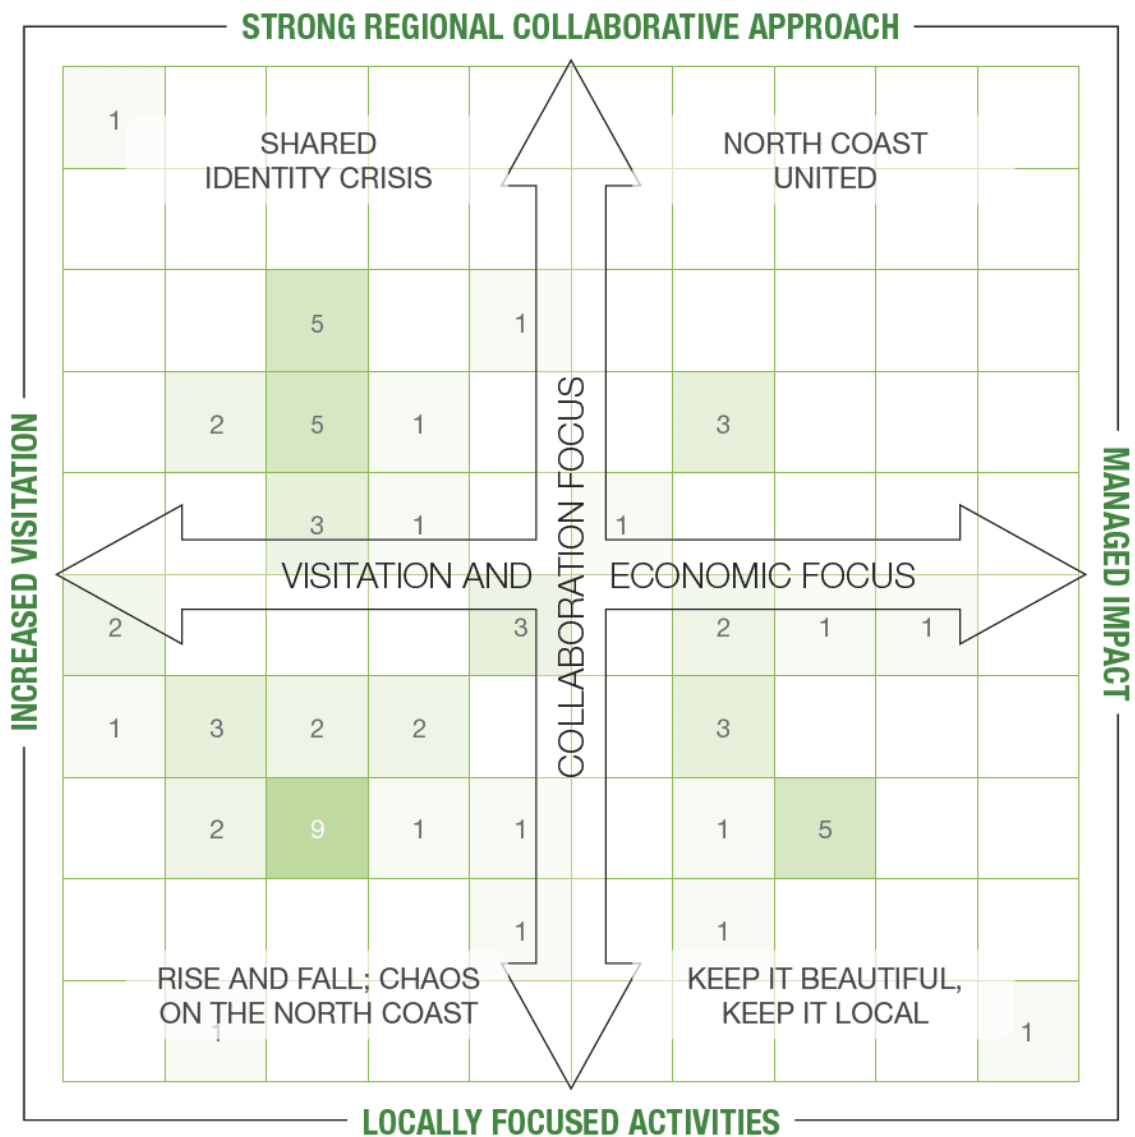 STRONG REGIONAL COLLABORATIVE APPROACH
1
SHARED
IDENTITY CRISIS
NORTH COAST
UNITED
5 1
2 5 1 3
3 1 1
INCREASED VISITATION
MANAGED IMPACT
COLLABORATION FOCUS
VISITATION AND ECONOMIC FOCUS
2 3 2 1 1
1 3 2 2 3
2 9 1 1 1 5
1 1
RISE AND FALL; CHAOS
ON THE NORTH COAST
KEEP IT BEAUTIFUL,
KEEP IT LOCAL
1 1
LOCALLY FOCUSED ACTIVITIES